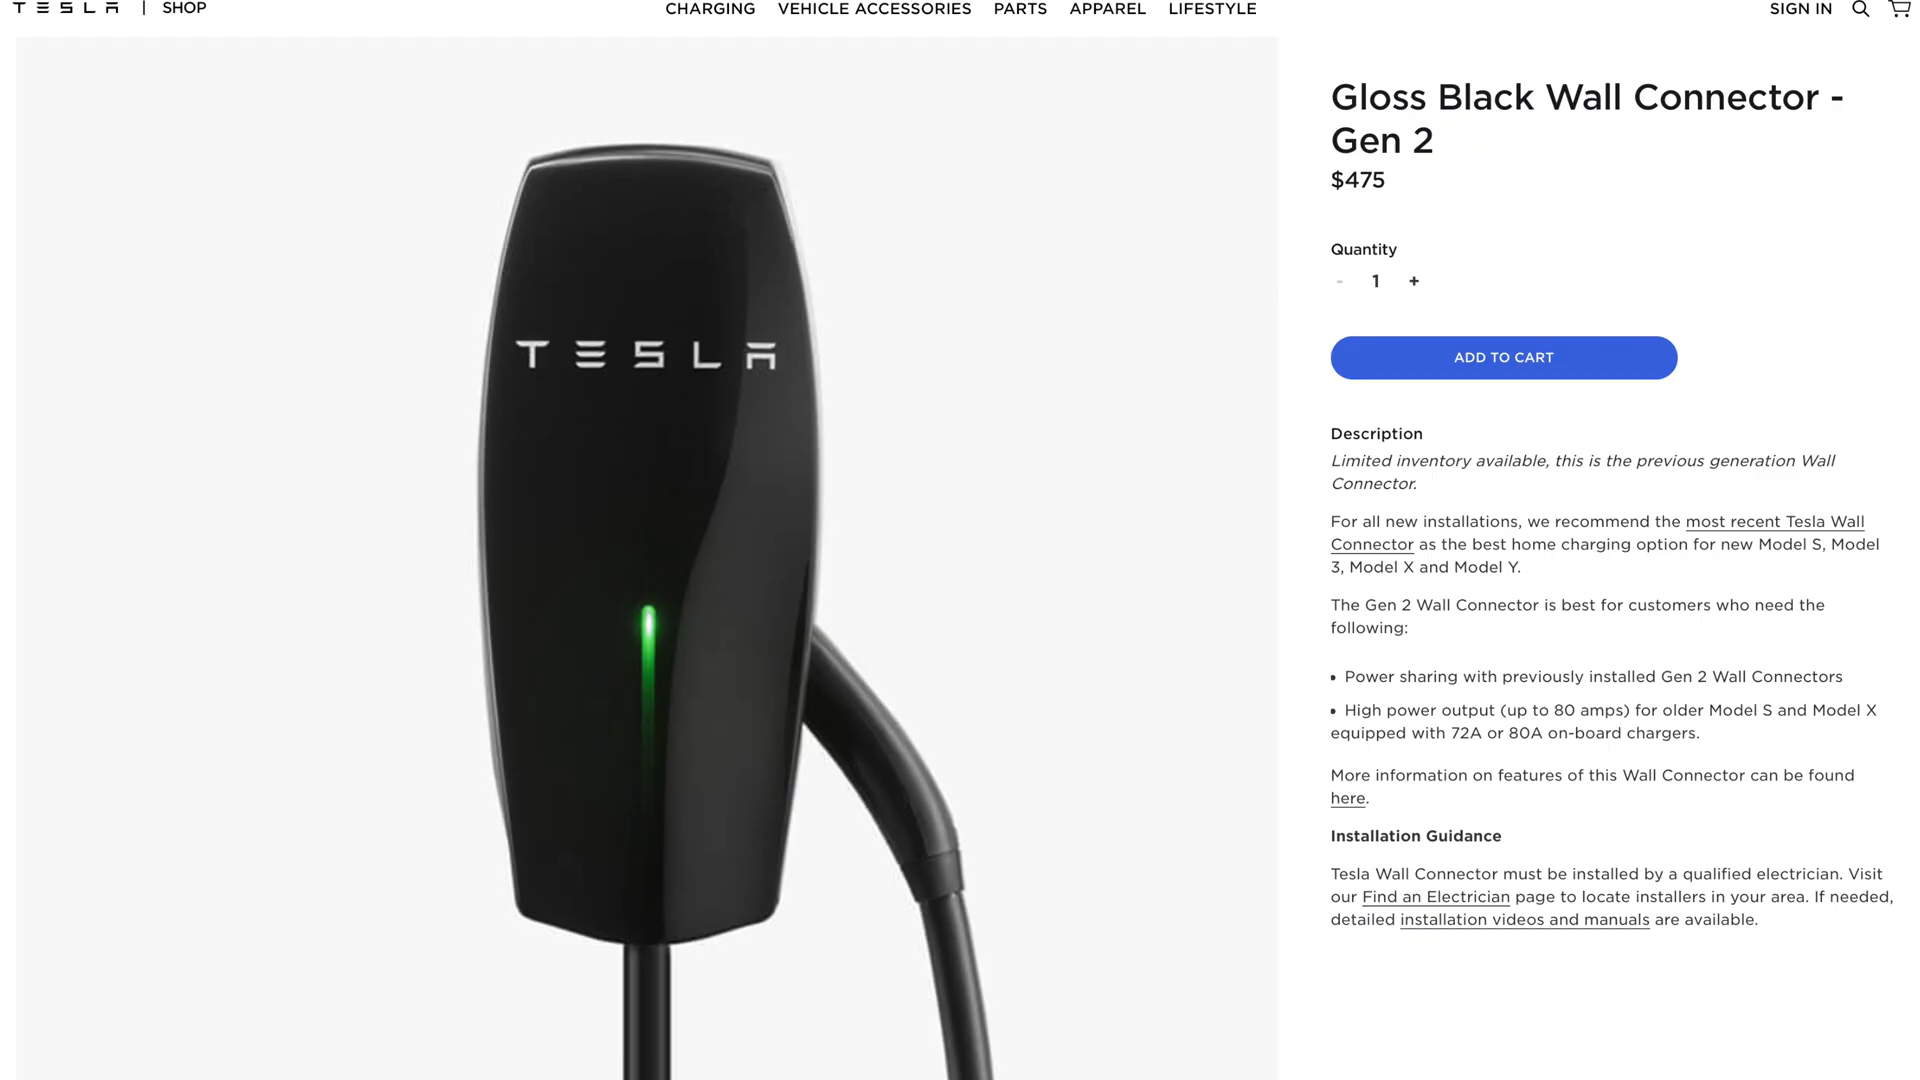 TESLA | SHOP
CHARGING VEHICLE ACCESSORIES PARTS APPAREL LIFESTYLE
SIGN IN
TESLA
Gloss Black Wall Connector -
Gen 2
$475
Quantity
- 1 +
ADD TO CART
Description
Limited inventory available, this is the previous generation Wall
Connector.
For all new installations, we recommend the most recent Tesla Wall
Connector as the best home charging option for new Model S, Model
3, Model X and Model Y.
The Gen 2 Wall Connector is best for customers who need the
following:
• Power sharing with previously installed Gen 2 Wall Connectors
• High power output (up to 80 amps) for older Model S and Model X
equipped with 72A or 80A on-board chargers.
More information on features of this Wall Connector can be found
here.
Installation Guidance
Tesla Wall Connector must be installed by a qualified electrician. Visit
our Find an Electrician page to locate installers in your area. If needed,
detailed installation videos and manuals are available.